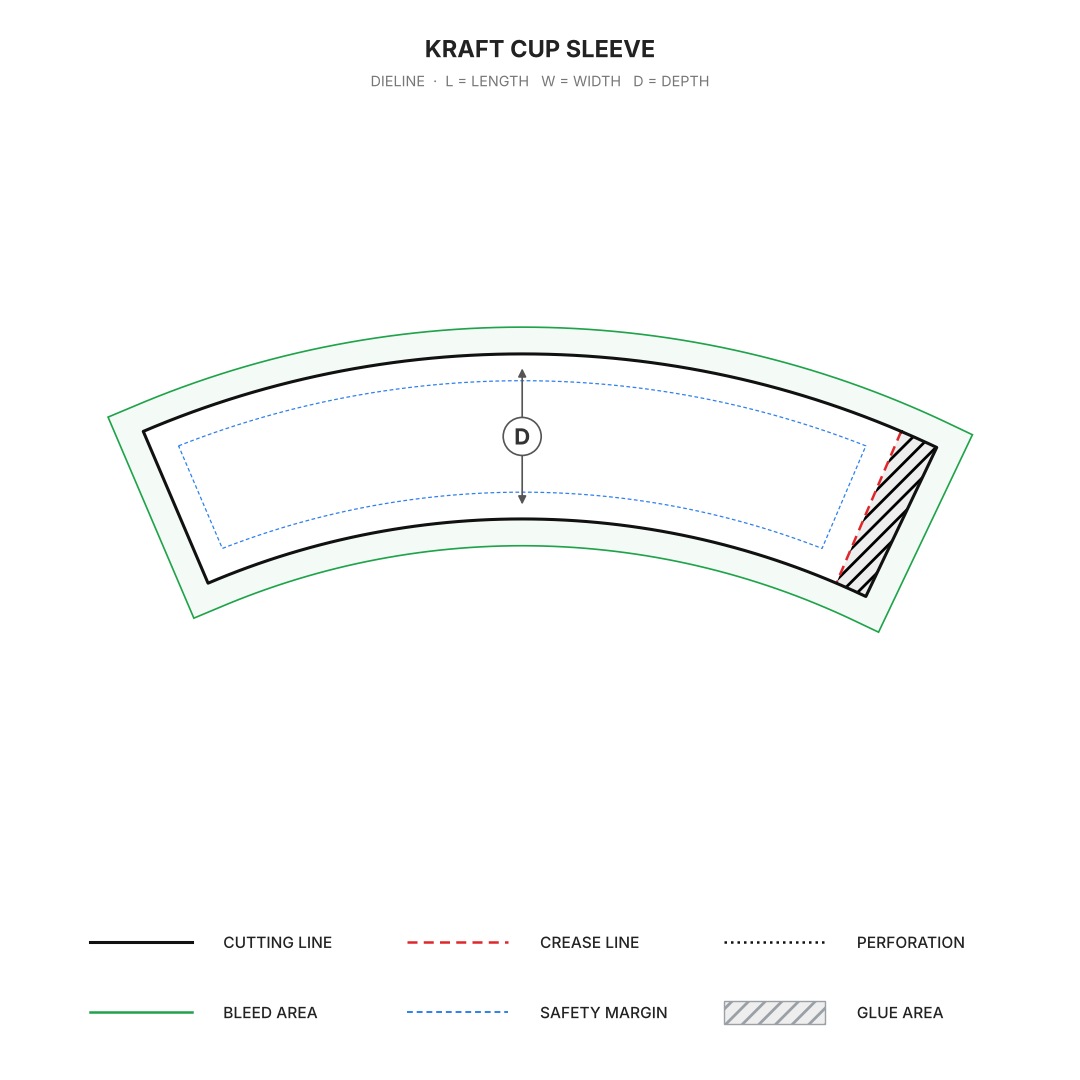 KRAFT CUP SLEEVE
DIELINE · L = LENGTH W = WIDTH D = DEPTH
D
CUTTING LINE
CREASE LINE
PERFORATION
BLEED AREA
SAFETY MARGIN
GLUE AREA